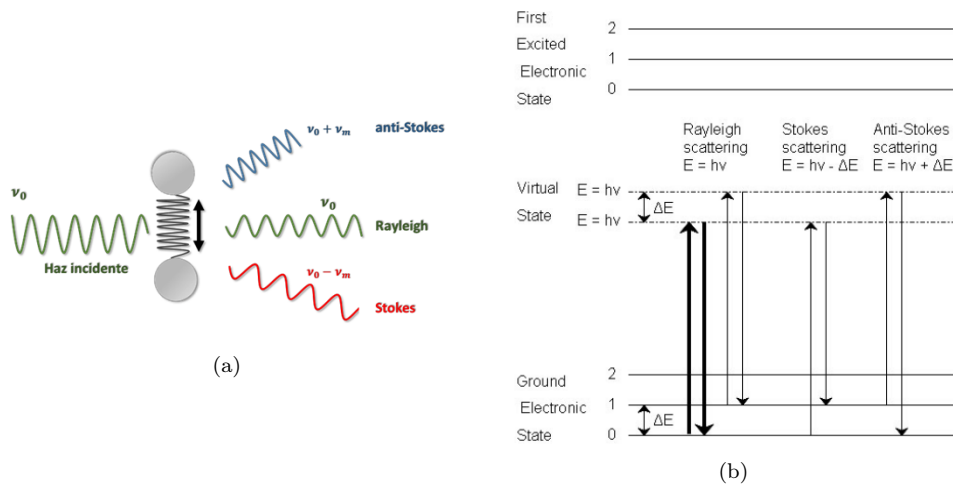 ν₀ + νₘ anti-Stokes
ν₀
ν₀
Rayleigh
Haz incidente
ν₀ − νₘ
Stokes
(a)
First
2
Excited
1
Electronic
0
State
Rayleigh
scattering
E = hν
Stokes
scattering
E = hν - ΔE
Anti-Stokes
scattering
E = hν + ΔE
Virtual
E = hν
ΔE
State
E = hν
2
Ground
Electronic
1
ΔE
State
0
(b)